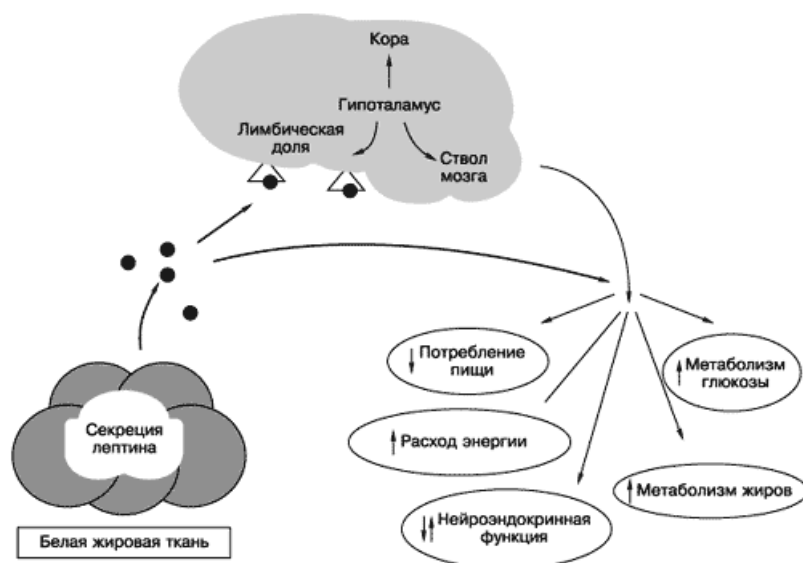 Кора
Гипоталамус
Лимбическая
доля
Ствол
мозга
Потребление
пищи
Метаболизм
глюкозы
Секреция
лептина
Расход энергии
Метаболизм жиров
Нейроэндокринная
функция
Белая жировая ткань